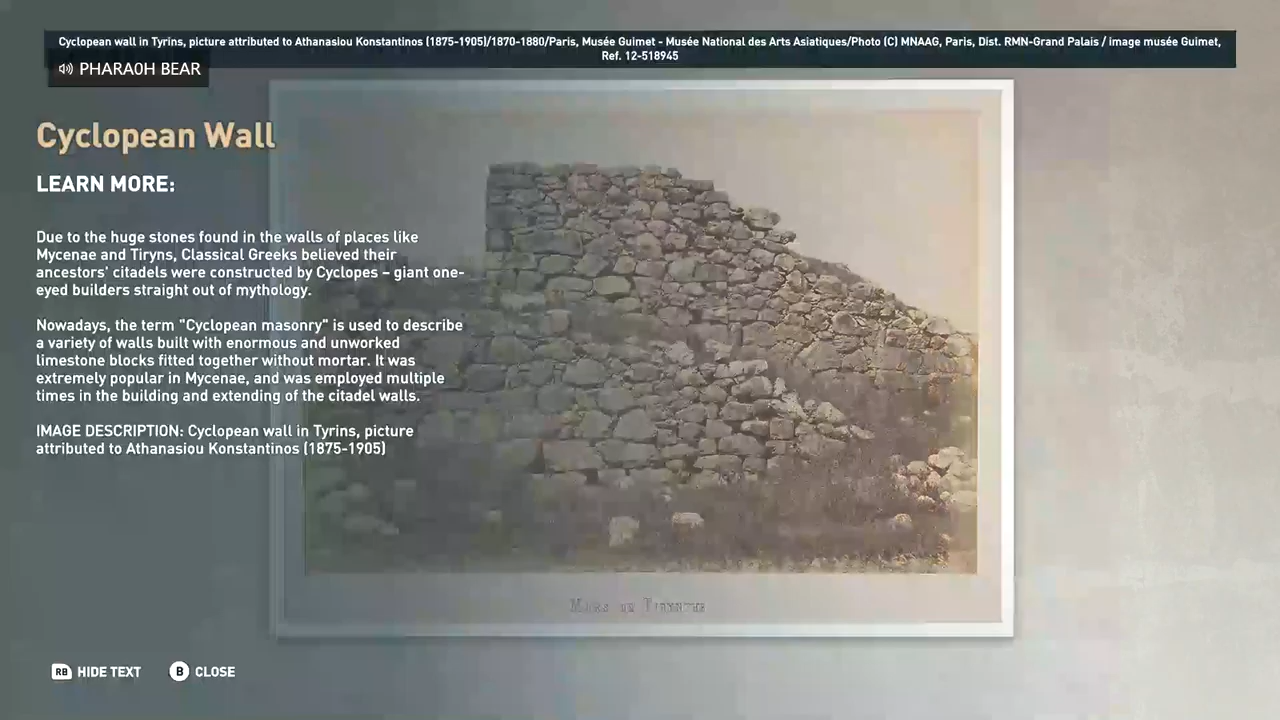 Cyclopean wall in Tyrins, picture attributed to Athanasiou Konstantinos (1875-1905)/1870-1880/Paris, Musée Guimet - Musée National des Arts Asiatiques/Photo (C) MNAAG, Paris, Dist. RMN-Grand Palais / image musée Guimet,
Ref. 12-518945
PHARAOH BEAR
Cyclopean Wall
LEARN MORE:
Due to the huge stones found in the walls of places like
Mycenae and Tiryns, Classical Greeks believed their
ancestors' citadels were constructed by Cyclopes – giant one-
eyed builders straight out of mythology.
Nowadays, the term "Cyclopean masonry" is used to describe
a variety of walls built with enormous and unworked
limestone blocks fitted together without mortar. It was
extremely popular in Mycenae, and was employed multiple
times in the building and extending of the citadel walls.
IMAGE DESCRIPTION: Cyclopean wall in Tyrins, picture
attributed to Athanasiou Konstantinos (1875-1905)
RB HIDE TEXT B CLOSE